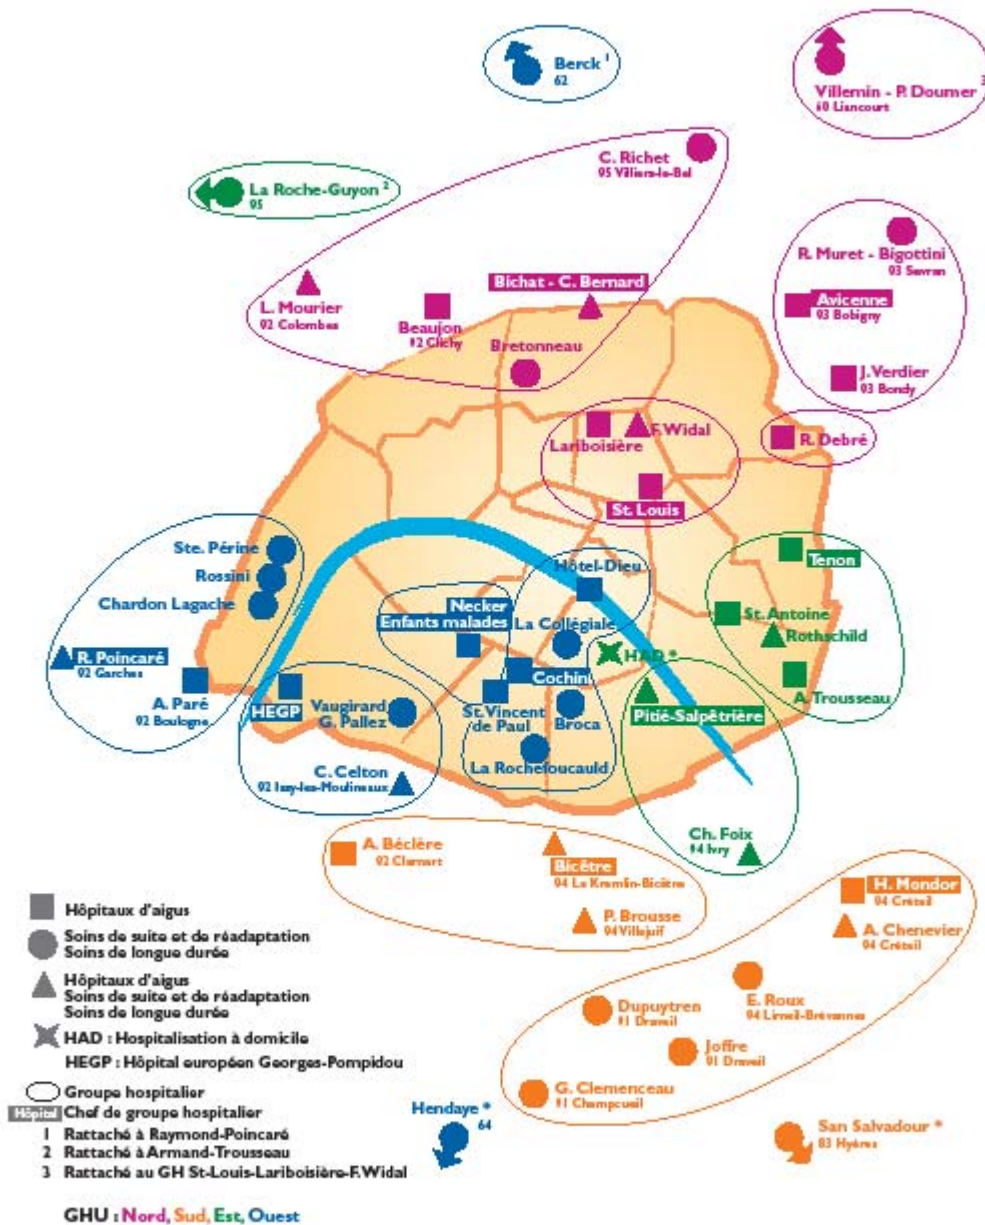 Berck 1
62
Villemin - P. Doumer 3
60 Liancourt
C. Richet
95 Villiers-le-Bel
La Roche-Guyon 2
95
R. Muret - Bigottini
93 Sevran
L. Mourier
92 Colombes
Beaujon
92 Clichy
Bichat - C. Bernard
Avicenne
93 Bobigny
Bretonneau
J. Verdier
93 Bondy
Lariboisière
F. Widal
R. Debré
St. Louis
Ste. Périne
Rossini
Chardon Lagache
Hôtel-Dieu
Tenon
Necker
Enfants malades
La Collégiale
St. Antoine
Rothschild
R. Poincaré
92 Garches
HAD *
A. Paré
92 Boulogne
HEGP
Vaugirard
G. Pallez
Cochin
St. Vincent
de Paul
Broca
Pitié-Salpêtrière
A. Trousseau
La Rochefoucauld
C. Celton
92 Issy-les-Moulineaux
Ch. Foix
94 Ivry
A. Béclère
92 Clamart
Bicêtre
94 Le Kremlin-Bicêtre
P. Brousse
94 Villejuif
H. Mondor
94 Créteil
A. Chenevier
94 Créteil
Dupuytren
91 Draveil
E. Roux
94 Limeil-Brévannes
Joffre
91 Draveil
G. Clemenceau
91 Champcueil
Hendaye *
64
San Salvadour *
83 Hyères
Hôpitaux d'aigus
Soins de suite et de réadaptation
Soins de longue durée
Hôpitaux d'aigus
Soins de suite et de réadaptation
Soins de longue durée
HAD : Hospitalisation à domicile
HEGP : Hôpital européen Georges-Pompidou
Groupe hospitalier
Hôpital Chef de groupe hospitalier
1 Rattaché à Raymond-Poincaré
2 Rattaché à Armand-Trousseau
3 Rattaché au GH St-Louis-Lariboisière-F. Widal
GHU : Nord, Sud, Est, Ouest